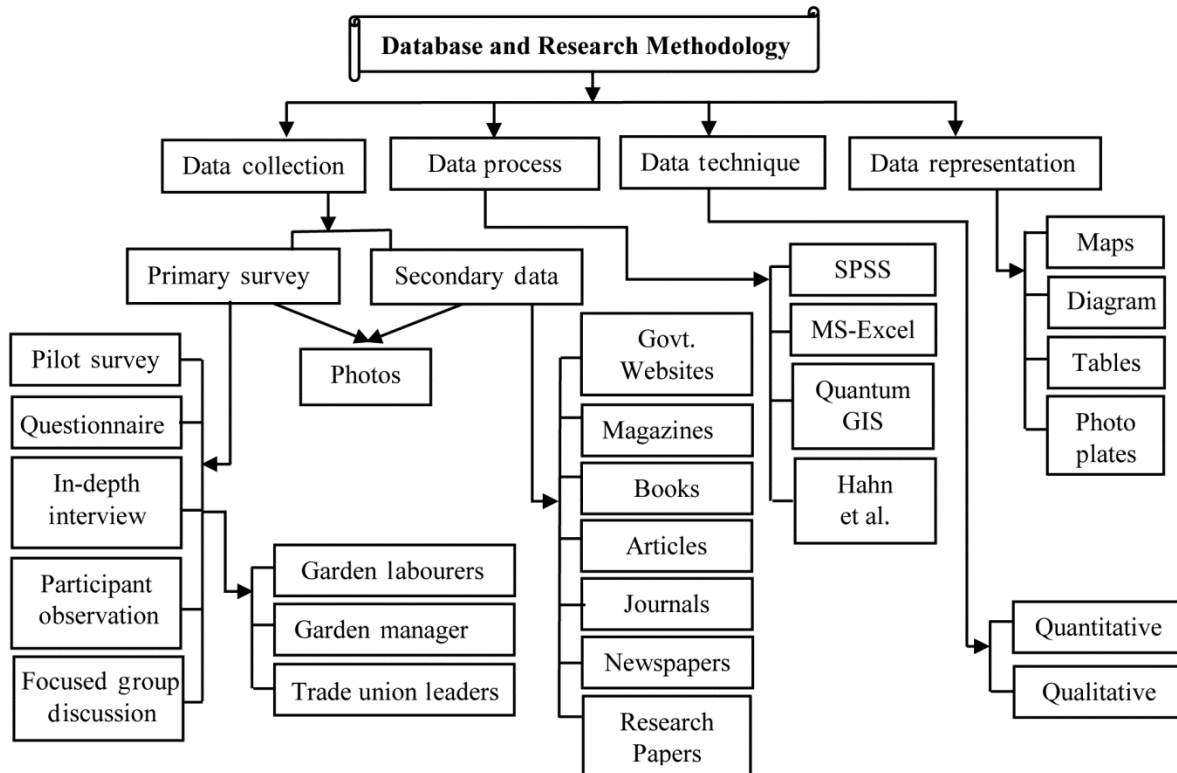 Database and Research Methodology
Data collection
Data process
Data technique
Data representation
Primary survey
Secondary data
Photos
Pilot survey
Questionnaire
In-depth
interview
Participant
observation
Focused group
discussion
Garden labourers
Garden manager
Trade union leaders
Govt.
Websites
Magazines
Books
Articles
Journals
Newspapers
Research
Papers
SPSS
MS-Excel
Quantum
GIS
Hahn
et al.
Quantitative
Qualitative
Maps
Diagram
Tables
Photo
plates